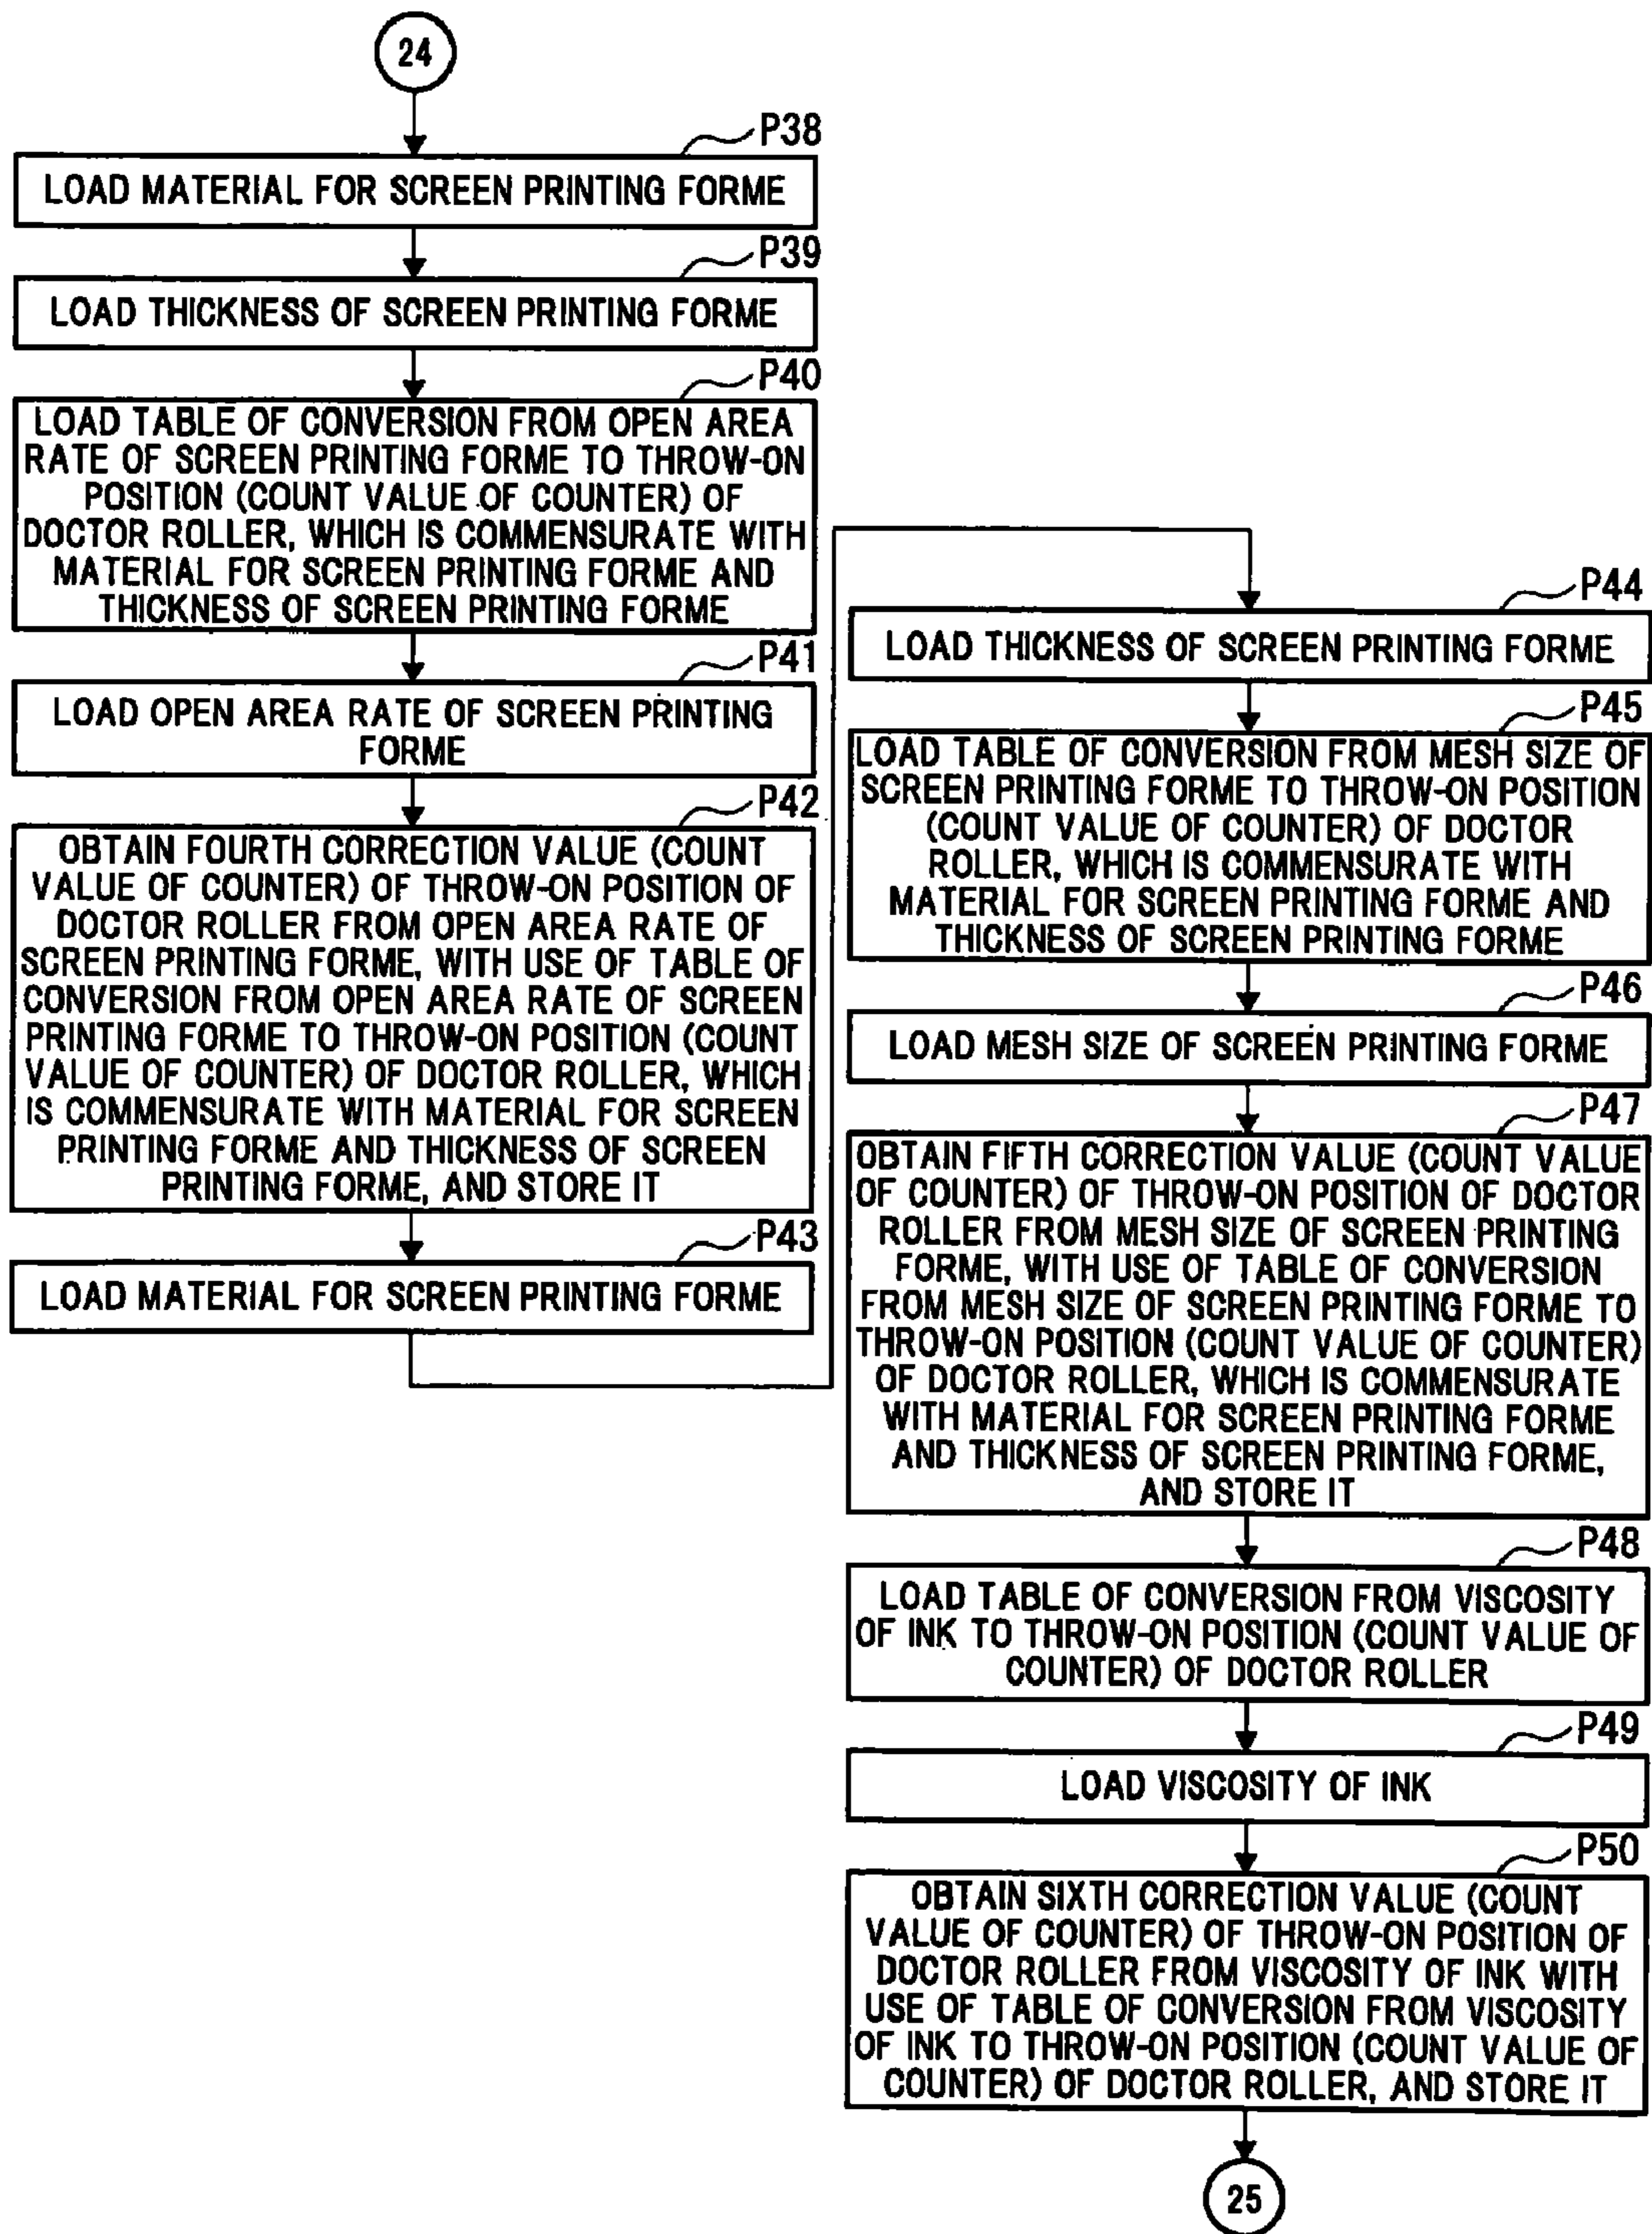 24
P38
LOAD MATERIAL FOR SCREEN PRINTING FORME
P39
LOAD THICKNESS OF SCREEN PRINTING FORME
P40
LOAD TABLE OF CONVERSION FROM OPEN AREA
RATE OF SCREEN PRINTING FORME TO THROW-ON
POSITION (COUNT VALUE OF COUNTER) OF
DOCTOR ROLLER, WHICH IS COMMENSURATE WITH
MATERIAL FOR SCREEN PRINTING FORME AND
THICKNESS OF SCREEN PRINTING FORME
P41
LOAD OPEN AREA RATE OF SCREEN PRINTING
FORME
P42
OBTAIN FOURTH CORRECTION VALUE (COUNT
VALUE OF COUNTER) OF THROW-ON POSITION OF
DOCTOR ROLLER FROM OPEN AREA RATE OF
SCREEN PRINTING FORME, WITH USE OF TABLE OF
CONVERSION FROM OPEN AREA RATE OF SCREEN
PRINTING FORME TO THROW-ON POSITION (COUNT
VALUE OF COUNTER) OF DOCTOR ROLLER, WHICH
IS COMMENSURATE WITH MATERIAL FOR SCREEN
PRINTING FORME AND THICKNESS OF SCREEN
PRINTING FORME, AND STORE IT
P43
LOAD MATERIAL FOR SCREEN PRINTING FORME
P44
LOAD THICKNESS OF SCREEN PRINTING FORME
P45
LOAD TABLE OF CONVERSION FROM MESH SIZE OF
SCREEN PRINTING FORME TO THROW-ON POSITION
(COUNT VALUE OF COUNTER) OF DOCTOR
ROLLER, WHICH IS COMMENSURATE WITH
MATERIAL FOR SCREEN PRINTING FORME AND
THICKNESS OF SCREEN PRINTING FORME
P46
LOAD MESH SIZE OF SCREEN PRINTING FORME
P47
OBTAIN FIFTH CORRECTION VALUE (COUNT VALUE
OF COUNTER) OF THROW-ON POSITION OF DOCTOR
ROLLER FROM MESH SIZE OF SCREEN PRINTING
FORME, WITH USE OF TABLE OF CONVERSION
FROM MESH SIZE OF SCREEN PRINTING FORME TO
THROW-ON POSITION (COUNT VALUE OF COUNTER)
OF DOCTOR ROLLER, WHICH IS COMMENSURATE
WITH MATERIAL FOR SCREEN PRINTING FORME
AND THICKNESS OF SCREEN PRINTING FORME,
AND STORE IT
P48
LOAD TABLE OF CONVERSION FROM VISCOSITY
OF INK TO THROW-ON POSITION (COUNT VALUE OF
COUNTER) OF DOCTOR ROLLER
P49
LOAD VISCOSITY OF INK
P50
OBTAIN SIXTH CORRECTION VALUE (COUNT
VALUE OF COUNTER) OF THROW-ON POSITION OF
DOCTOR ROLLER FROM VISCOSITY OF INK WITH
USE OF TABLE OF CONVERSION FROM VISCOSITY
OF INK TO THROW-ON POSITION (COUNT VALUE OF
COUNTER) OF DOCTOR ROLLER, AND STORE IT
25